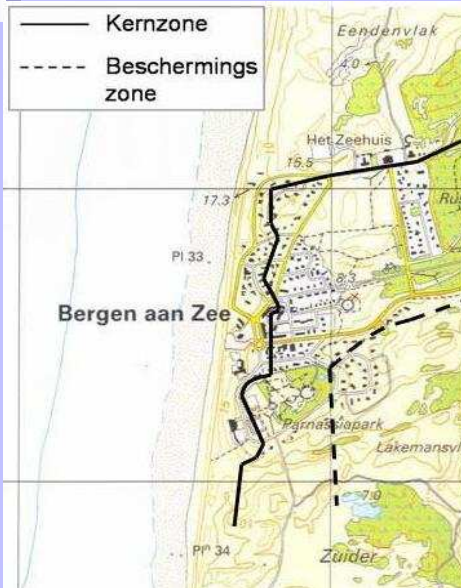 Kernzone
Beschermings
zone
Eendenvlak
4.0
Het Zeehuis
15.5
17.3
Pl 33
8.3
Bergen aan Zee
Parnassiapark
Lakemansvl
7.0
Plⁿ 34
Zuider